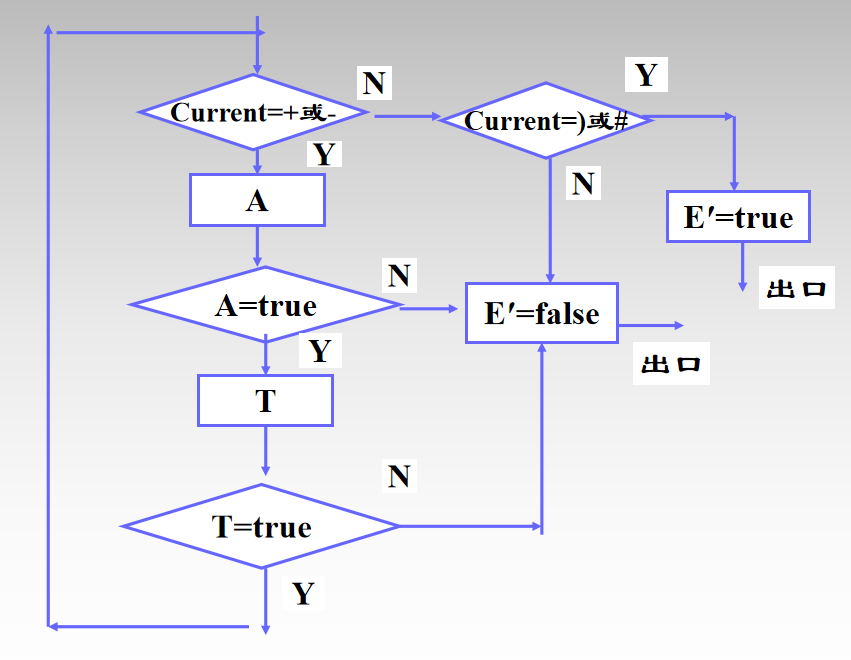 Y
N
Current=+或-
Current=)或#
Y
N
A
E′=true
N
出口
A=true
E′=false
Y
出口
T
N
T=true
Y